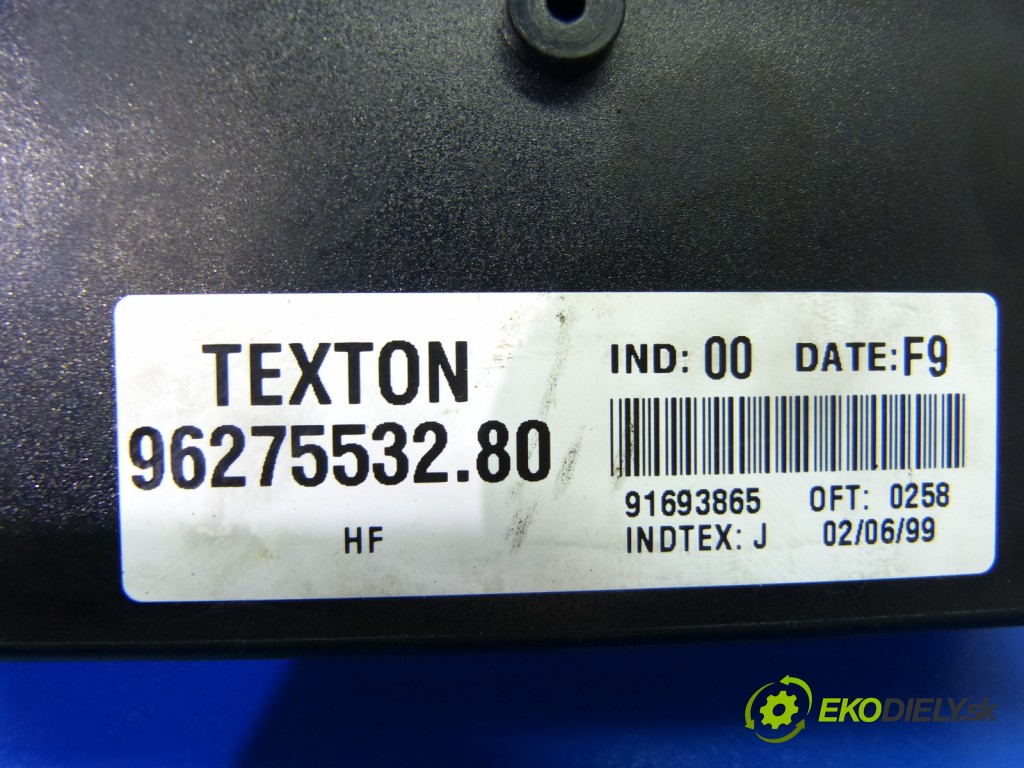 TEXTON
96275532.80
HF
IND: 00 DATE: F9
91693865 OFT: 0258
INDTEX: J 02/06/99
EKODIELY.sk